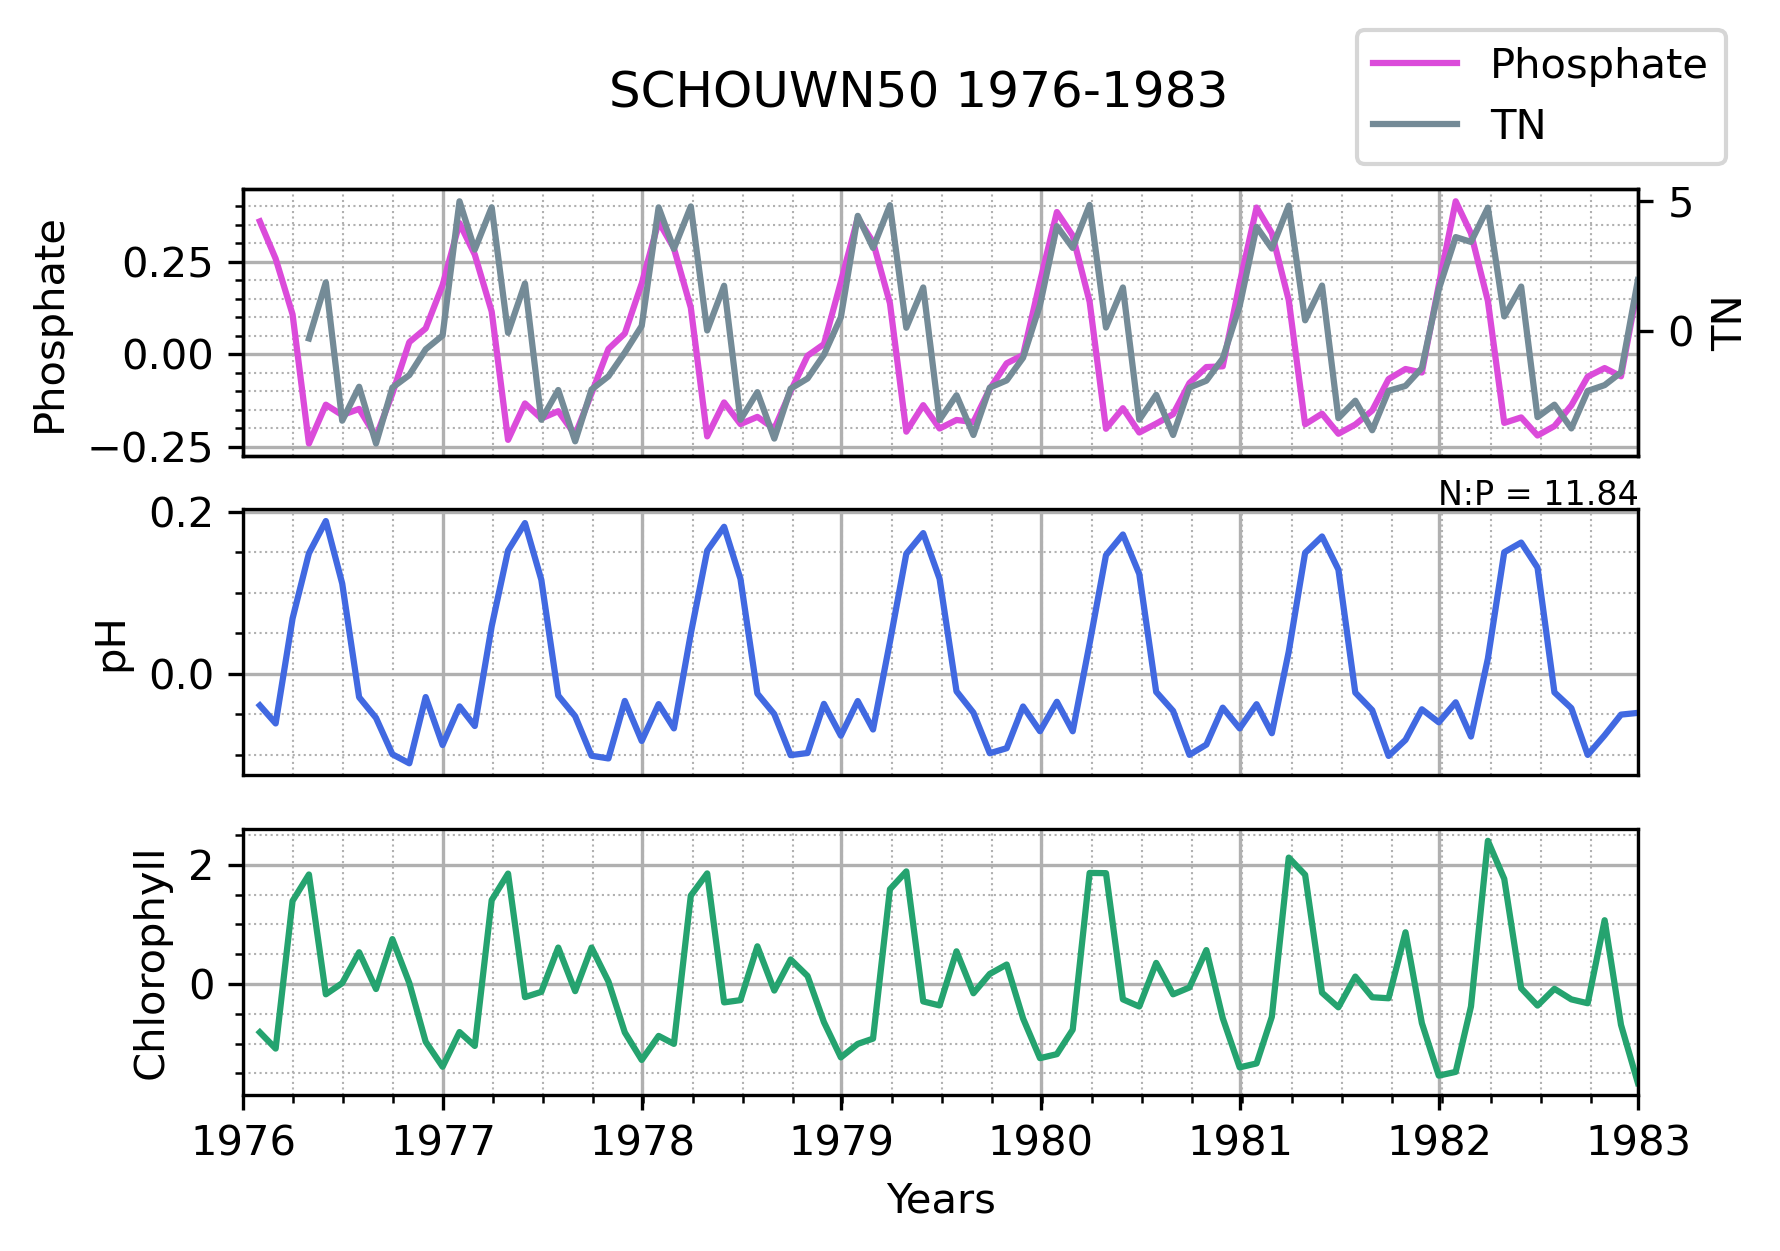 SCHOUWN50 1976-1983
Phosphate
TN
Phosphate
0.25
0.00
−0.25
5
0
TN
N:P = 11.84
pH
0.2
0.0
Chlorophyll
2
0
1976 1977 1978 1979 1980 1981 1982 1983
Years